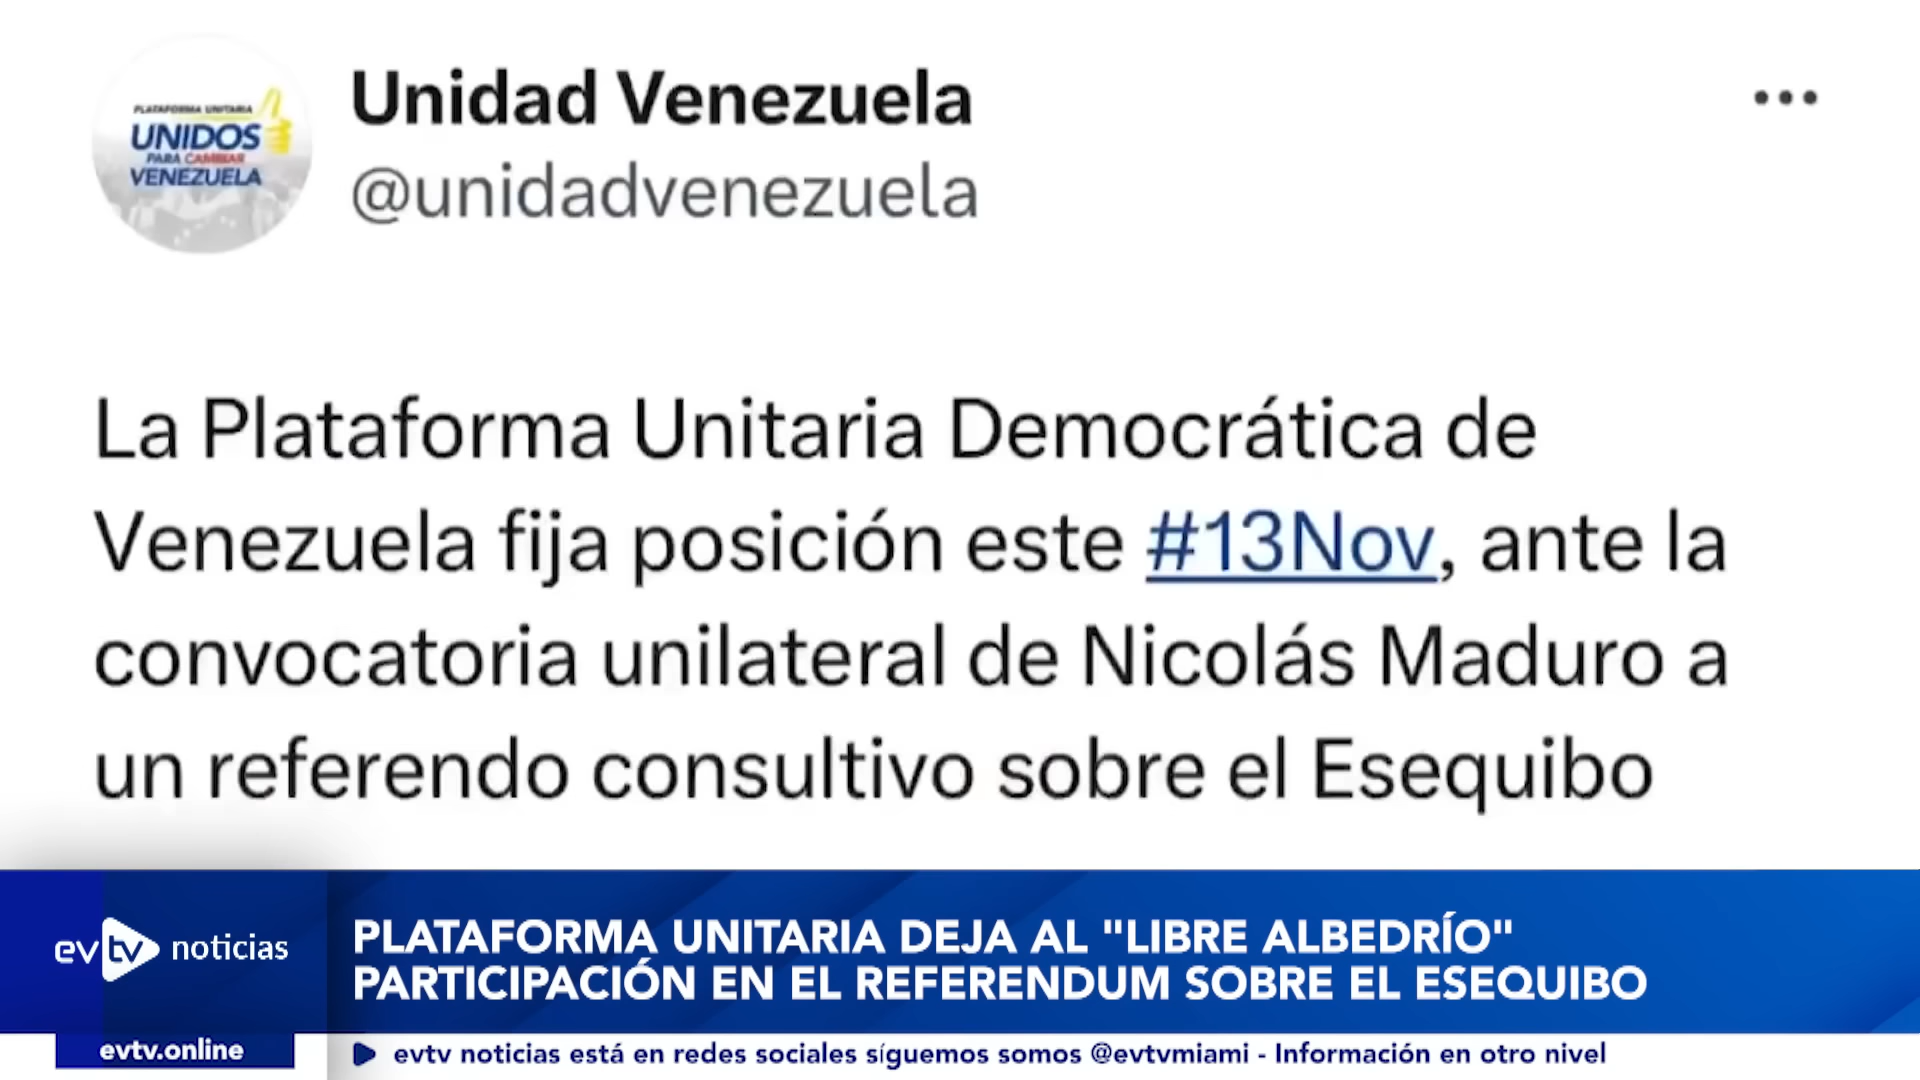 PLATAFORMA UNITARIA
UNIDOS
PARA CAMBIAR
VENEZUELA
Unidad Venezuela
@unidadvenezuela
La Plataforma Unitaria Democrática de
Venezuela fija posición este #13Nov, ante la
convocatoria unilateral de Nicolás Maduro a
un referendo consultivo sobre el Esequibo
evtv noticias
PLATAFORMA UNITARIA DEJA AL "LIBRE ALBEDRÍO"
PARTICIPACIÓN EN EL REFERENDUM SOBRE EL ESEQUIBO
evtv.online
evtv noticias está en redes sociales síguemos somos @evtvmiami - Información en otro nivel